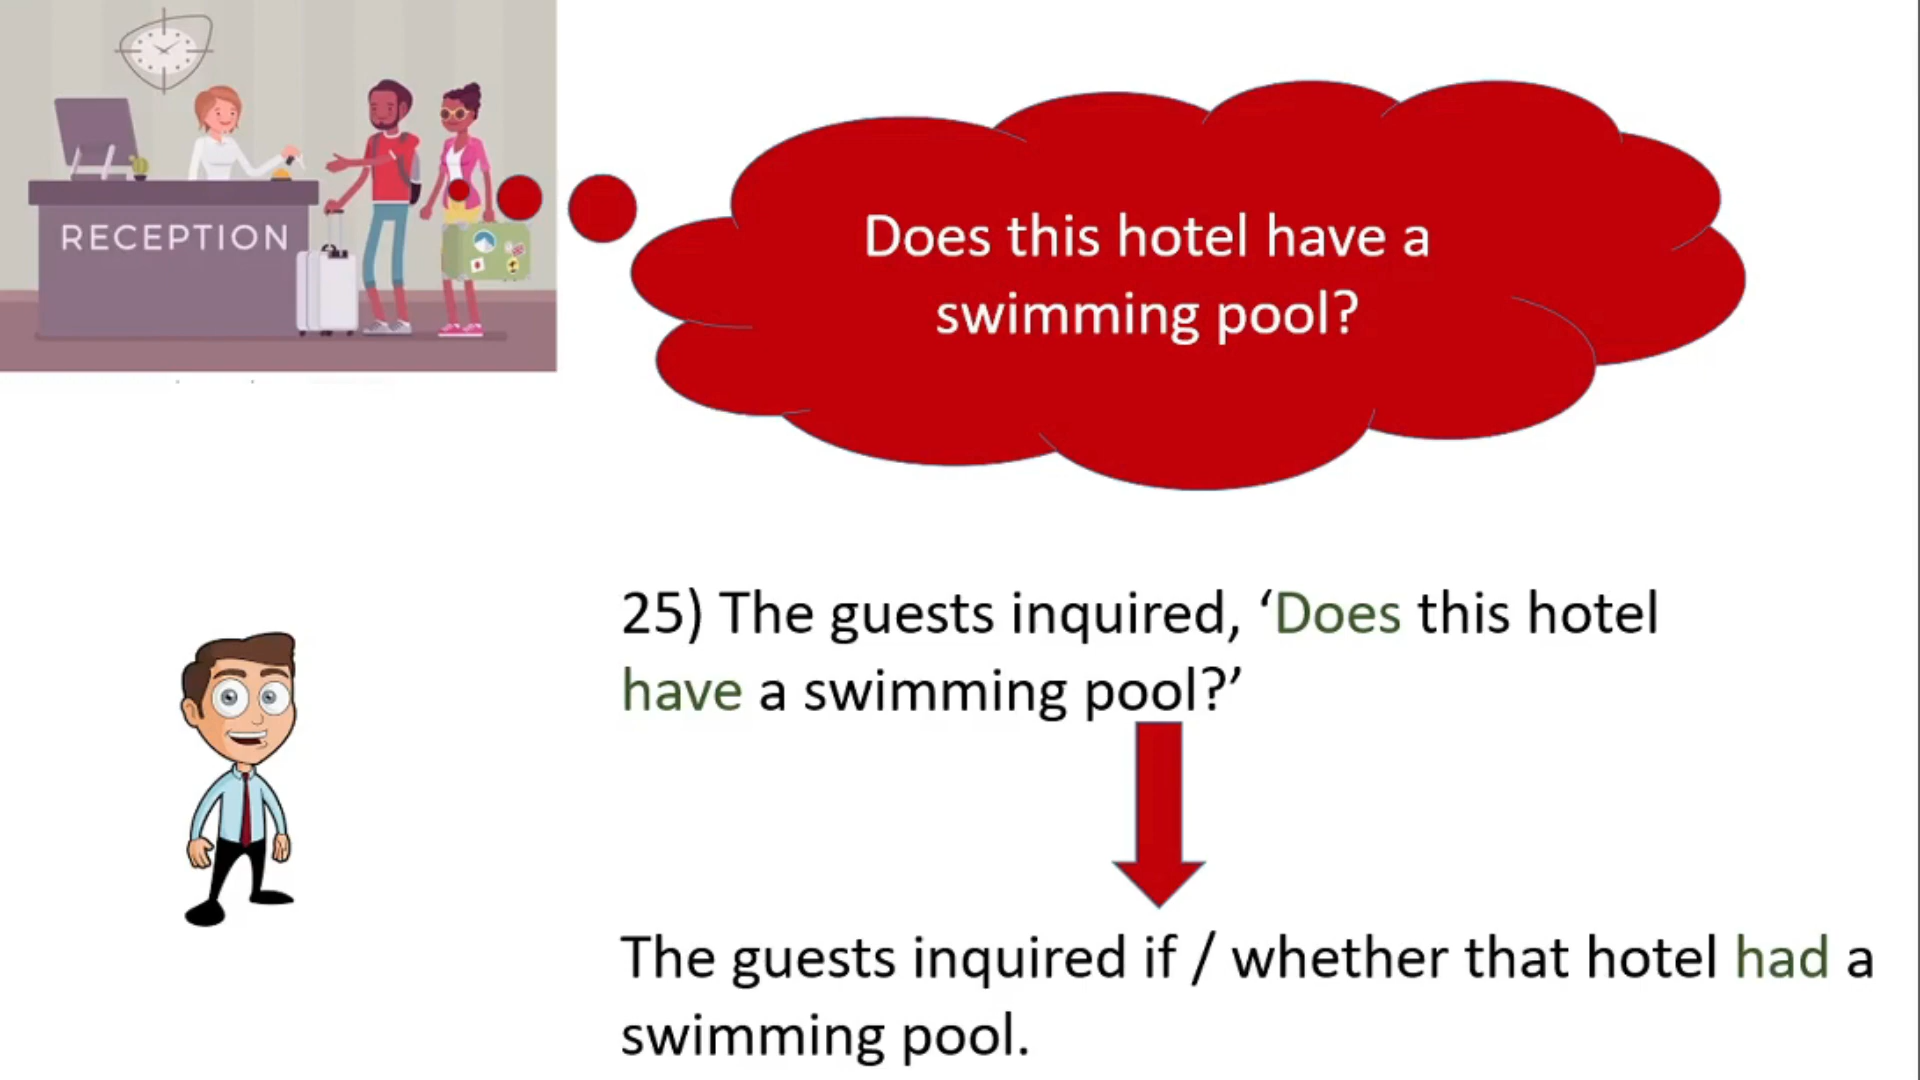 RECEPTION
Does this hotel have a
swimming pool?
25) The guests inquired, ‘Does this hotel
have a swimming pool?’
The guests inquired if / whether that hotel had a
swimming pool.